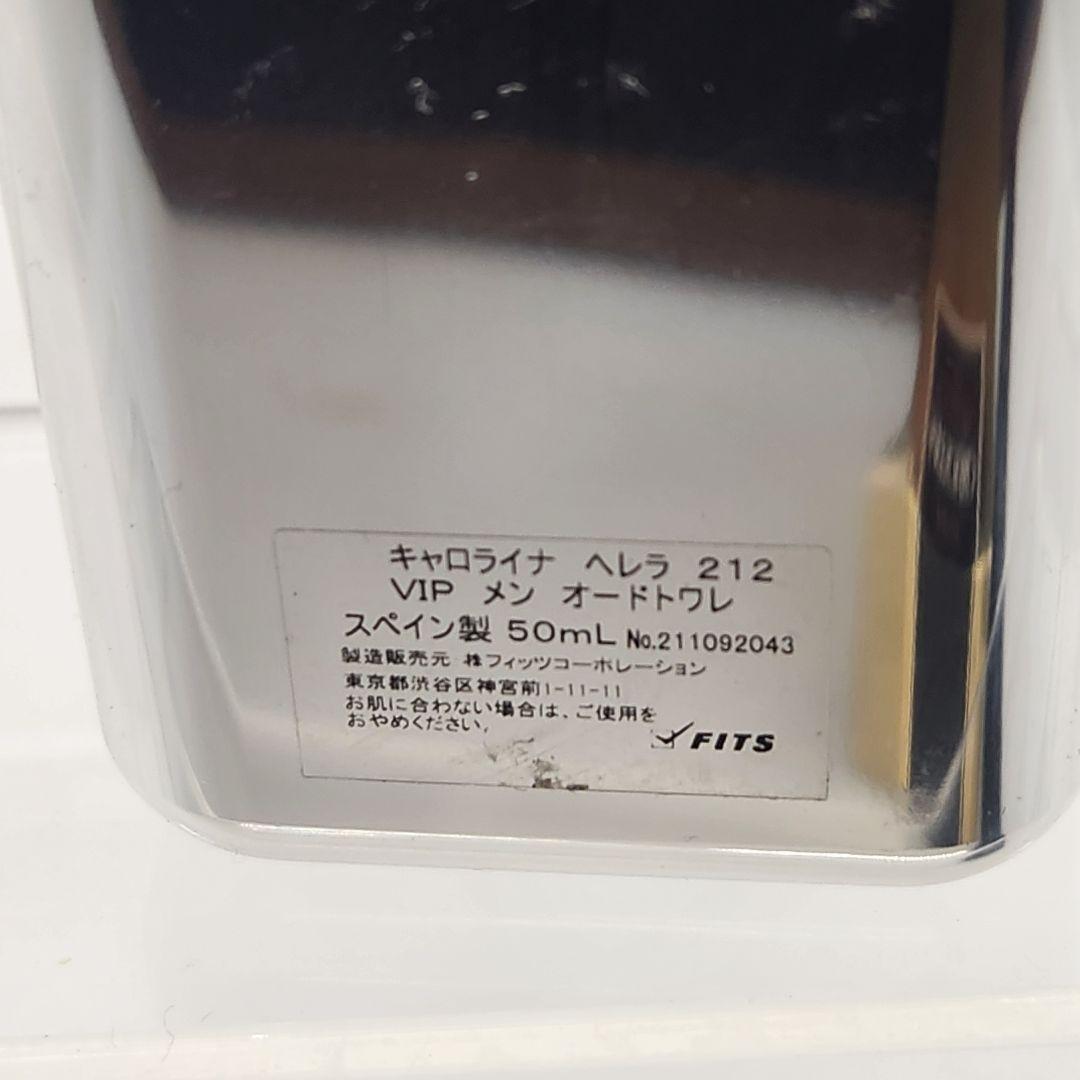 キャロライナ ヘレラ 212
VIP メン オードトワレ
スペイン製 50mL No.211092043
製造販売元 ㈱フィッツコーポレーション
東京都渋谷区神宮前1-11-11
お肌に合わない場合は、ご使用を
おやめください。
FITS